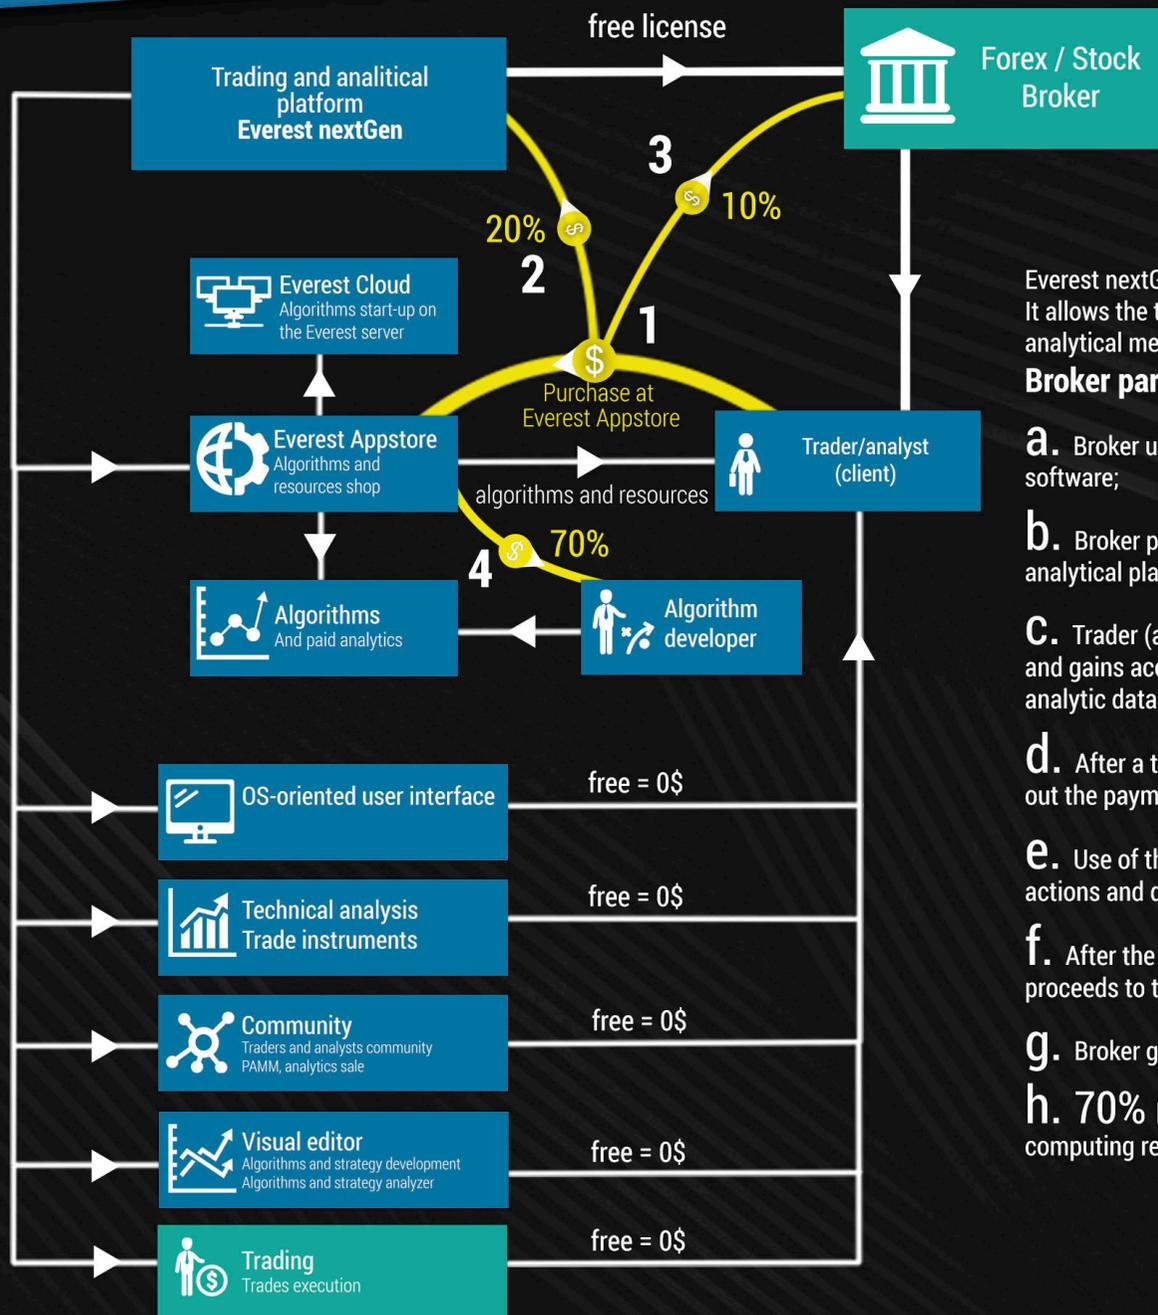 free license
Trading and analitical
platform
Everest nextGen
Forex / Stock
Broker
3
10%
20%
2
1
$
Everest Cloud
Algorithms start-up on
the Everest server
Purchase at
Everest Appstore
Everest Appstore
Algorithms and
resources shop
Trader/analyst
(client)
algorithms and resources
$
70%
4
Algorithms
And paid analytics
Algorithm
developer
OS-oriented user interface
free = 0$
Technical analysis
Trade instruments
free = 0$
Community
Traders and analysts community
PAMM, analytics sale
free = 0$
Visual editor
Algorithms and strategy development
Algorithms and strategy analyzer
free = 0$
Trading
Trades execution
$
free = 0$
Everest nextG
It allows the t
analytical me
Broker par
a. Broker u
software;
b. Broker p
analytical pla
c. Trader (a
and gains acc
analytic data
d. After a t
out the paym
e. Use of th
actions and d
f. After the
proceeds to t
g. Broker g
h. 70%
computing re